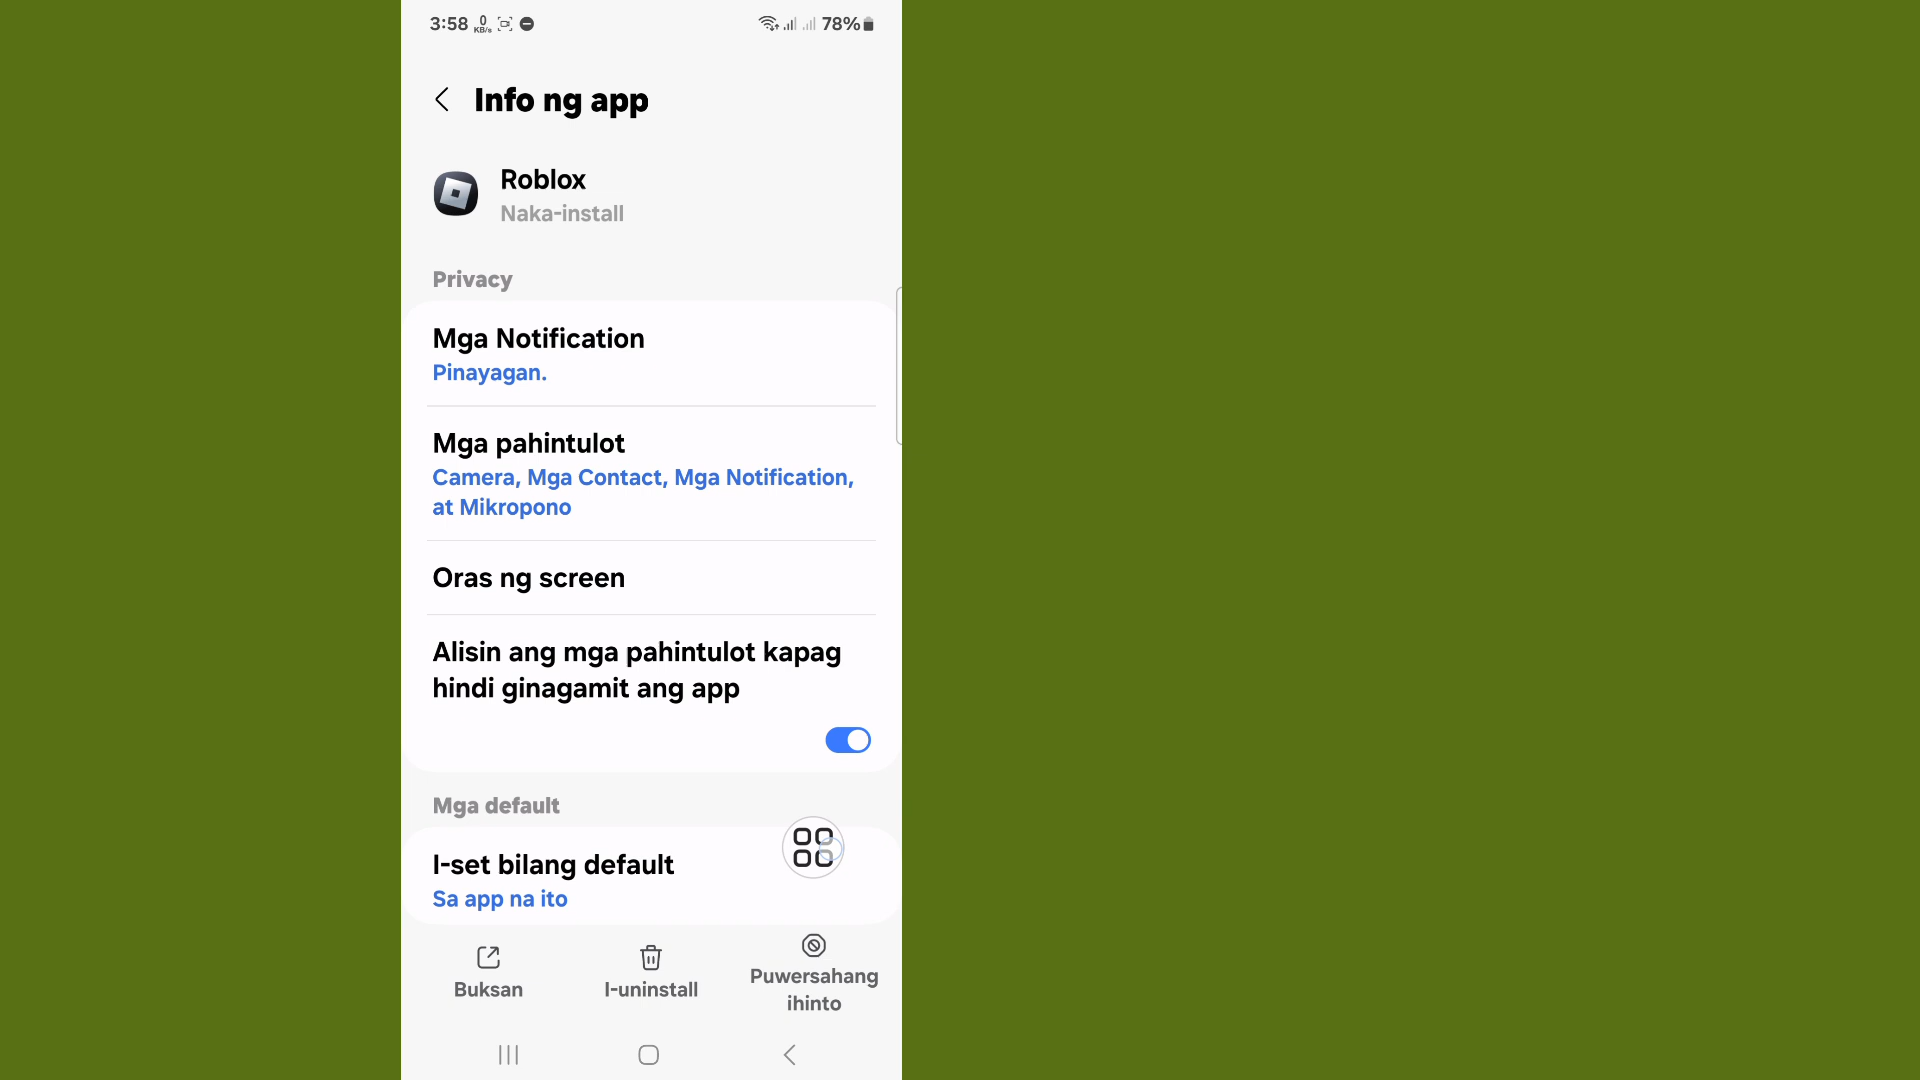 3:58 0 KB/s 78%
Info ng app
Roblox
Naka-install
Privacy
Mga Notification
Pinayagan.
Mga pahintulot
Camera, Mga Contact, Mga Notification,
at Mikropono
Oras ng screen
Alisin ang mga pahintulot kapag
hindi ginagamit ang app
Mga default
I-set bilang default
Sa app na ito
Buksan
I-uninstall
Puwersahang
ihinto